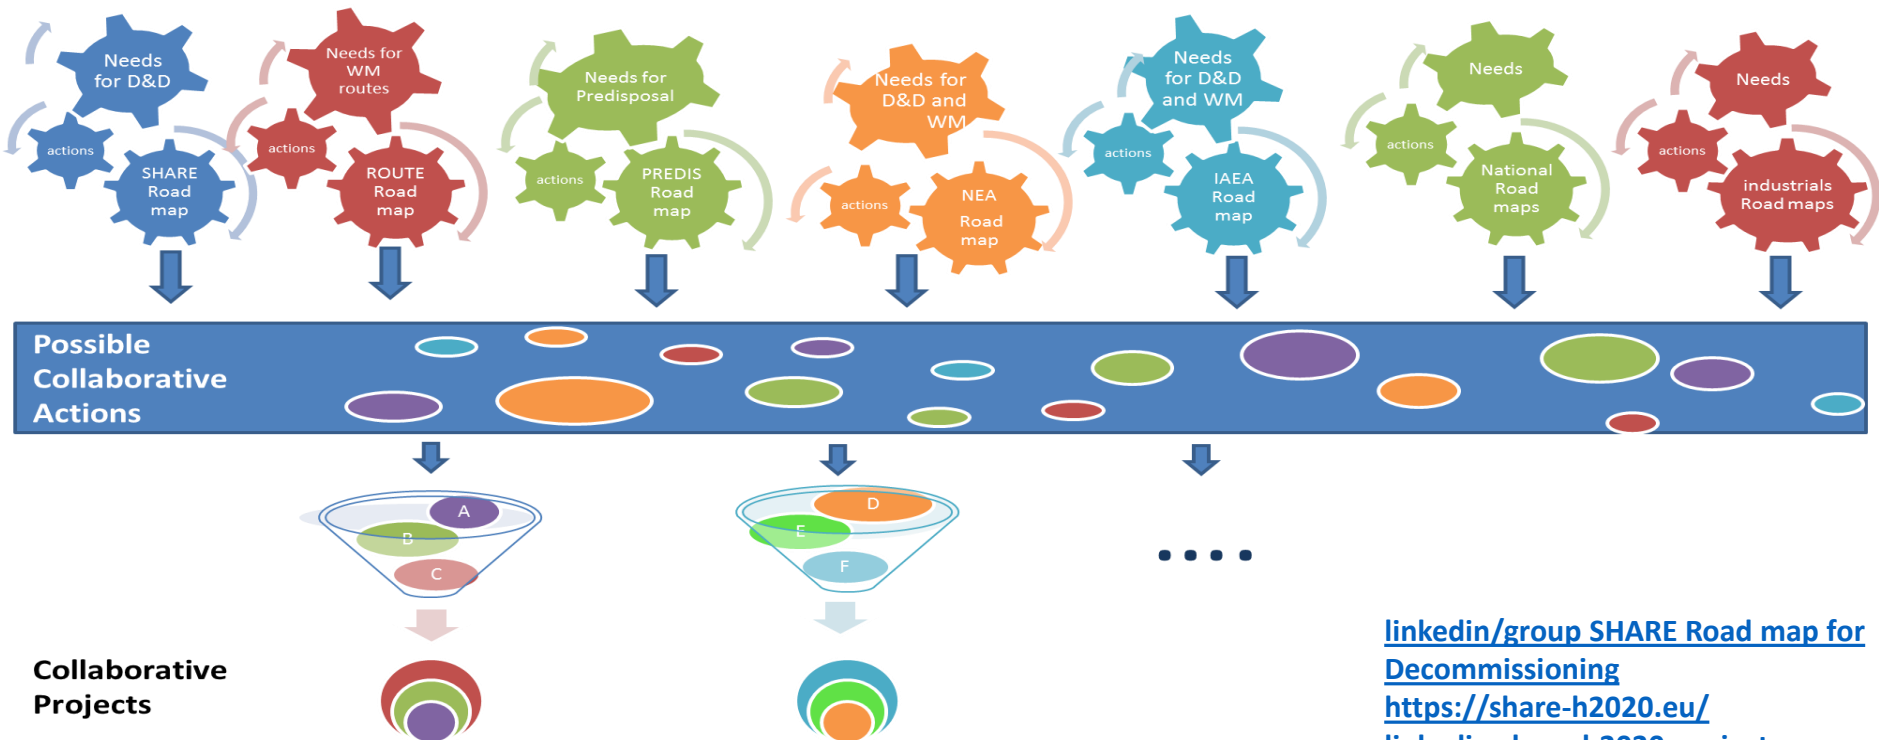 Needs
for D&D
actions
SHARE
Road
map
Needs for
WM
routes
actions
ROUTE
Road
map
Needs for
Predisposal
actions
PREDIS
Road
map
Needs for
D&D and
WM
actions
NEA
Road
map
Needs
for D&D
and WM
actions
IAEA
Road
map
Needs
actions
National
Road
maps
Needs
actions
industrials
Road maps
Possible
Collaborative
Actions
A
B
C
D
E
F
....
Collaborative
Projects
linkedin/group SHARE Road map for
Decommissioning
https://share-h2020.eu/